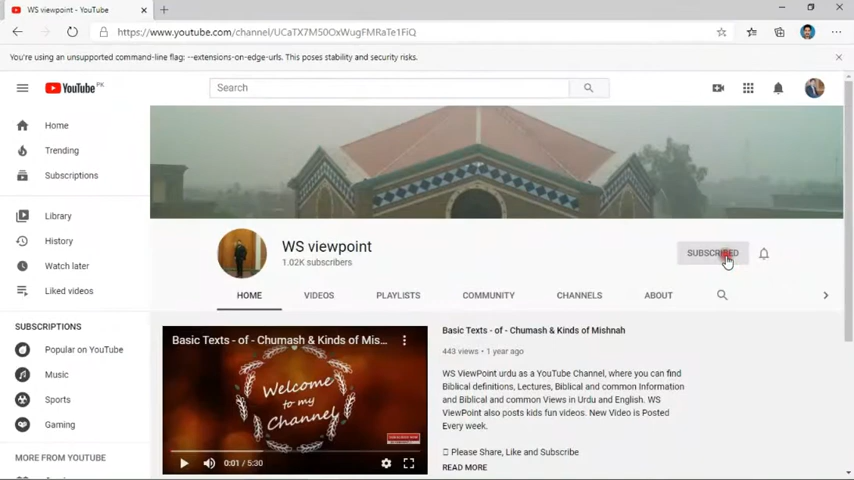 WS viewpoint - YouTube
https://www.youtube.com/channel/UCaTX7M50OxWugFMRaTe1FiQ
You're using an unsupported command-line flag: --extensions-on-edge-urls. This poses stability and security risks.
YouTube PK
Search
Home
Trending
Subscriptions
Library
History
Watch later
Liked videos
SUBSCRIPTIONS
Popular on YouTube
Music
Sports
Gaming
MORE FROM YOUTUBE
WS viewpoint
1.02K subscribers
SUBSCRIBED
HOME VIDEOS PLAYLISTS COMMUNITY CHANNELS ABOUT
Basic Texts - of - Chumash & Kinds of Mis...
Welcome
to my
Channel
0:01 / 5:30
Basic Texts - of - Chumash & Kinds of Mishnah
443 views • 1 year ago
WS ViewPoint urdu as a YouTube Channel, where you can find
Biblical definitions, Lectures, Biblical and common Information
and Biblical and common Views in Urdu and English. WS
ViewPoint also posts kids fun videos. New Video is Posted
Every week.
Please Share, Like and Subscribe
READ MORE